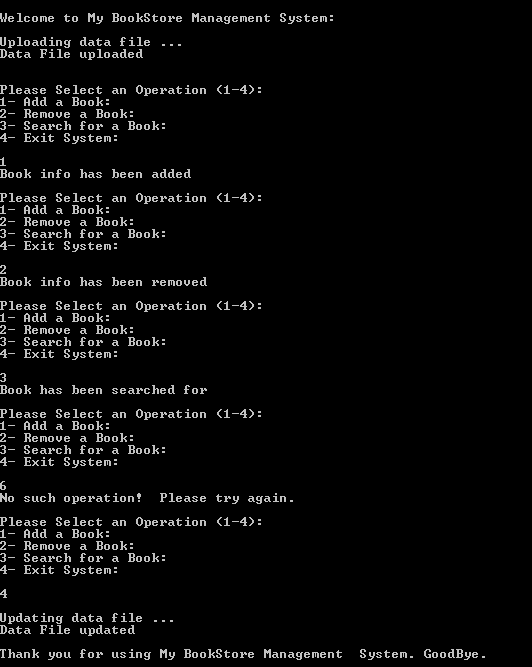 Welcome to My BookStore Management System:
Uploading data file ...
Data File uploaded
Please Select an Operation (1-4):
1- Add a Book:
2- Remove a Book:
3- Search for a Book:
4- Exit System:
1
Book info has been added
Please Select an Operation (1-4):
1- Add a Book:
2- Remove a Book:
3- Search for a Book:
4- Exit System:
2
Book info has been removed
Please Select an Operation (1-4):
1- Add a Book:
2- Remove a Book:
3- Search for a Book:
4- Exit System:
3
Book has been searched for
Please Select an Operation (1-4):
1- Add a Book:
2- Remove a Book:
3- Search for a Book:
4- Exit System:
6
No such operation!  Please try again.
Please Select an Operation (1-4):
1- Add a Book:
2- Remove a Book:
3- Search for a Book:
4- Exit System:
4
Updating data file ...
Data File updated
Thank you for using My BookStore Management  System. GoodBye.